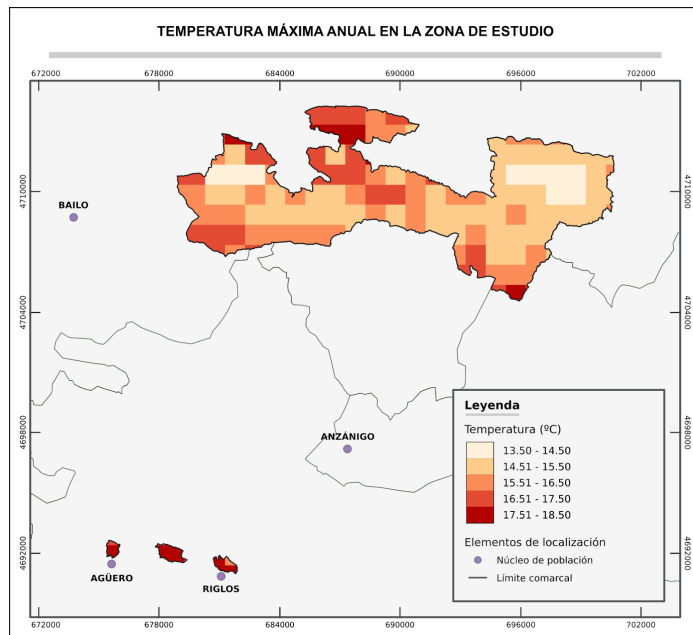 TEMPERATURA MÁXIMA ANUAL EN LA ZONA DE ESTUDIO
672000 678000 684000 690000 696000 702000
4710000 4710000
BAILO
4704000 4704000
Leyenda
Temperatura (ºC)
4698000 ANZÁNIGO 4698000
13.50 - 14.50
14.51 - 15.50
15.51 - 16.50
16.51 - 17.50
17.51 - 18.50
Elementos de localización
Núcleo de población
Límite comarcal
4692000 4692000
AGÜERO
RIGLOS
672000 678000 684000 690000 696000 702000